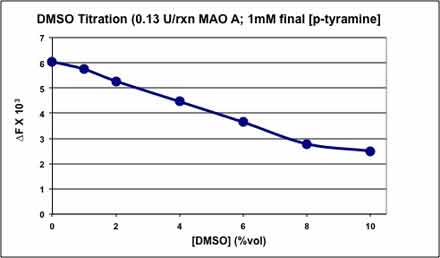 DMSO Titration (0.13 U/rxn MAO A; 1mM final [p-tyramine]
7
6
5
4
3
2
1
0
ΔF X 10³
0 2 4 6 8 10
[DMSO] (%vol)